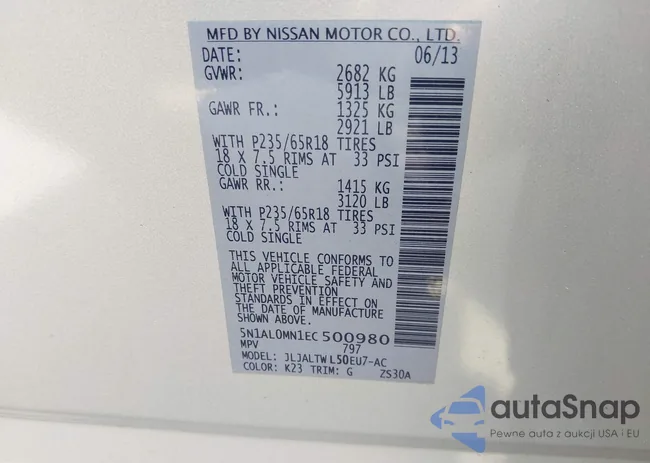 MFD BY NISSAN MOTOR CO., LTD.
DATE: 06/13
GVWR: 2682 KG
5913 LB
GAWR FR.: 1325 KG
2921 LB
WITH P235/65R18 TIRES
18 X 7.5 RIMS AT 33 PSI
COLD SINGLE
GAWR RR.: 1415 KG
3120 LB
WITH P235/65R18 TIRES
18 X 7.5 RIMS AT 33 PSI
COLD SINGLE
THIS VEHICLE CONFORMS TO
ALL APPLICABLE FEDERAL
MOTOR VEHICLE SAFETY AND
THEFT PREVENTION
STANDARDS IN EFFECT ON
THE DATE OF MANUFACTURE
SHOWN ABOVE.
5N1AL0MN1EC500980
MPV 797
MODEL: JLJALTWL50EU7-AC
COLOR: K23 TRIM: G ZS30A
autaSnap
Pewne auta z aukcji USA i EU